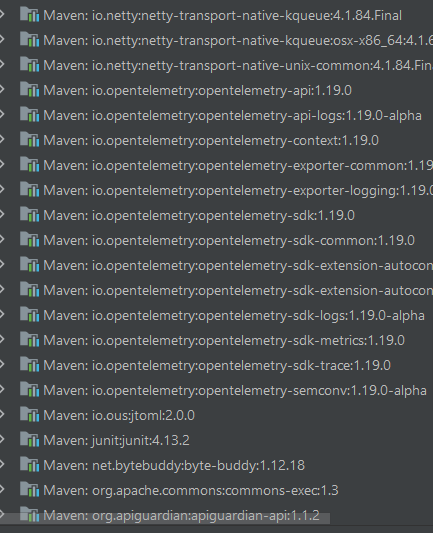 Maven: io.netty:netty-transport-native-kqueue:4.1.84.Final
Maven: io.netty:netty-transport-native-kqueue:osx-x86_64:4.1.
Maven: io.netty:netty-transport-native-unix-common:4.1.84.Fin
Maven: io.opentelemetry:opentelemetry-api:1.19.0
Maven: io.opentelemetry:opentelemetry-api-logs:1.19.0-alpha
Maven: io.opentelemetry:opentelemetry-context:1.19.0
Maven: io.opentelemetry:opentelemetry-exporter-common:1.19
Maven: io.opentelemetry:opentelemetry-exporter-logging:1.19.0
Maven: io.opentelemetry:opentelemetry-sdk:1.19.0
Maven: io.opentelemetry:opentelemetry-sdk-common:1.19.0
Maven: io.opentelemetry:opentelemetry-sdk-extension-autocon
Maven: io.opentelemetry:opentelemetry-sdk-extension-autocon
Maven: io.opentelemetry:opentelemetry-sdk-logs:1.19.0-alpha
Maven: io.opentelemetry:opentelemetry-sdk-metrics:1.19.0
Maven: io.opentelemetry:opentelemetry-sdk-trace:1.19.0
Maven: io.opentelemetry:opentelemetry-semconv:1.19.0-alpha
Maven: io.ous:jtoml:2.0.0
Maven: junit:junit:4.13.2
Maven: net.bytebuddy:byte-buddy:1.12.18
Maven: org.apache.commons:commons-exec:1.3
Maven: org.apiguardian:apiguardian-api:1.1.2